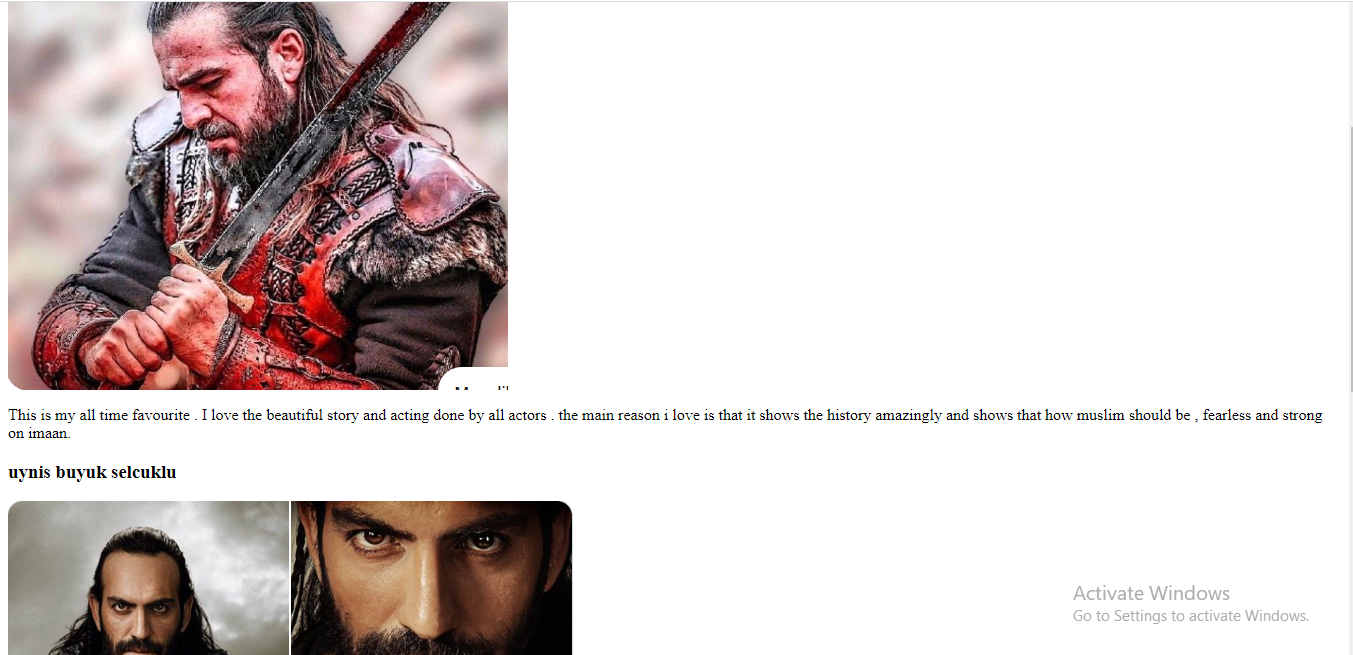 This is my all time favourite . I love the beautiful story and acting done by all actors . the main reason i love is that it shows the history amazingly and shows that how muslim should be , fearless and strong
on imaan.
uynis buyuk selcuklu
Activate Windows
Go to Settings to activate Windows.